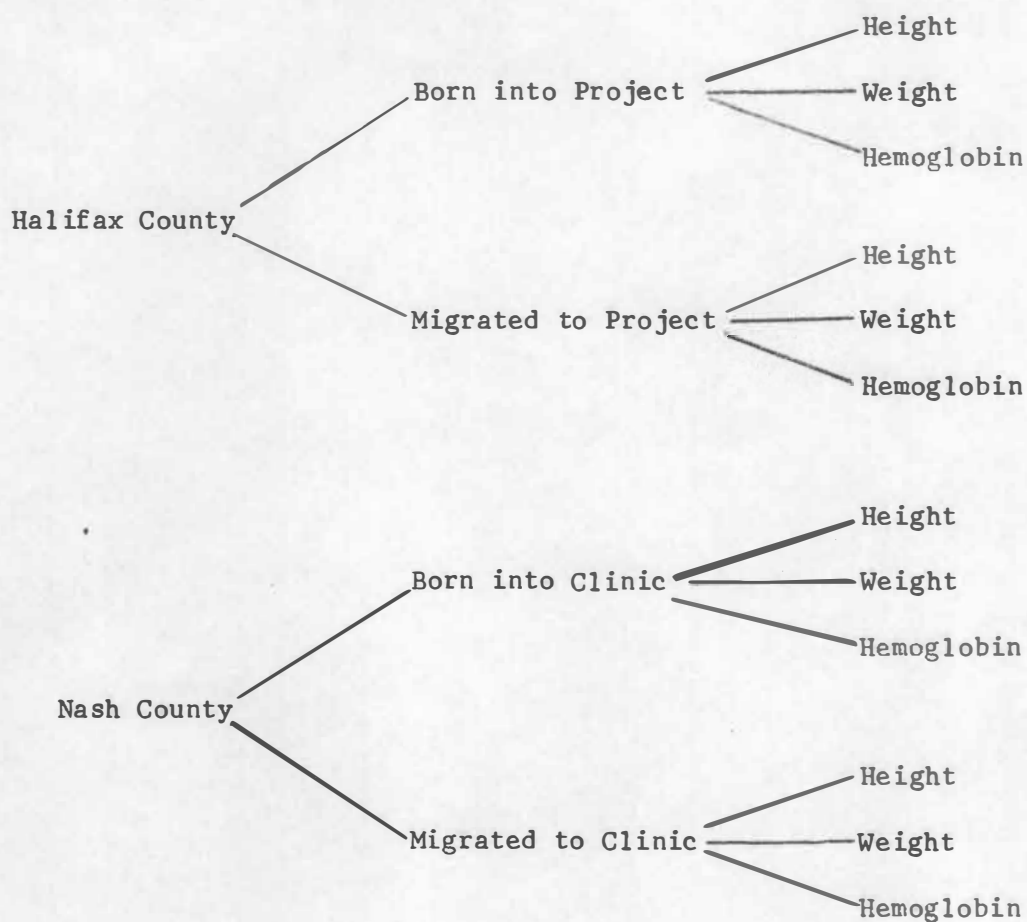 Height
Born into Project
Weight
Hemoglobin
Halifax County
Height
Migrated to Project
Weight
Hemoglobin
Height
Born into Clinic
Weight
Hemoglobin
Nash County
Height
Migrated to Clinic
Weight
Hemoglobin